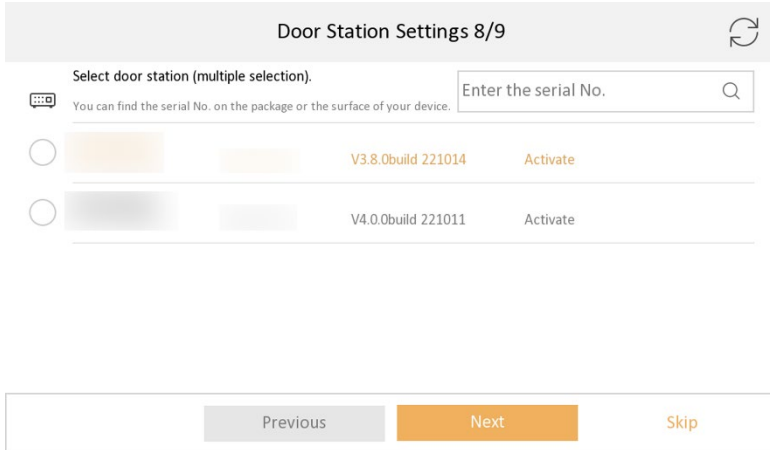 Door Station Settings 8/9
Select door station (multiple selection).
You can find the serial No. on the package or the surface of your device.
Enter the serial No.
V3.8.0build 221014 Activate
V4.0.0build 221011 Activate
Previous Next Skip